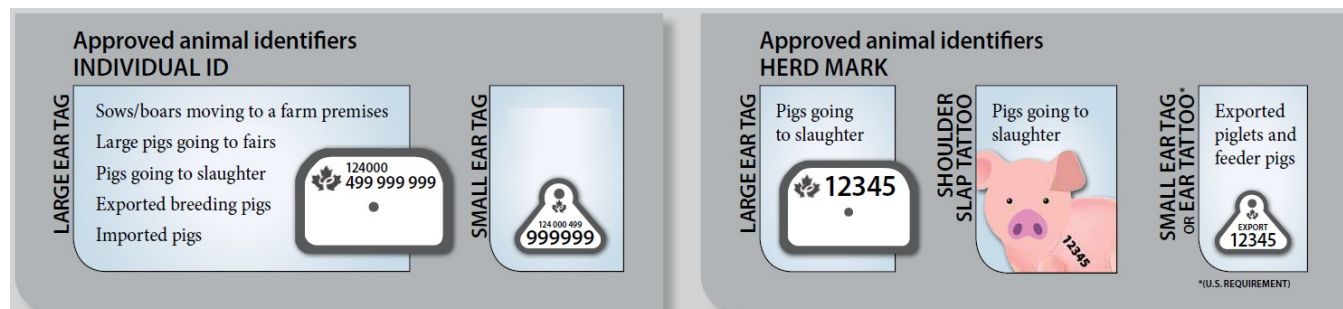 Approved animal identifiers
INDIVIDUAL ID
LARGE EAR TAG
Sows/boars moving to a farm premises
Large pigs going to fairs
Pigs going to slaughter
Exported breeding pigs
Imported pigs
124000
499 999 999
SMALL EAR TAG
124 000 499
999999
Approved animal identifiers
HERD MARK
LARGE EAR TAG
Pigs going
to slaughter
12345
SHOULDER
SLAP TATTOO
Pigs going to
slaughter
12345
SMALL EAR TAG
OR EAR TATTOO*
Exported
piglets and
feeder pigs
EXPORT
12345
*(U.S. REQUIREMENT)